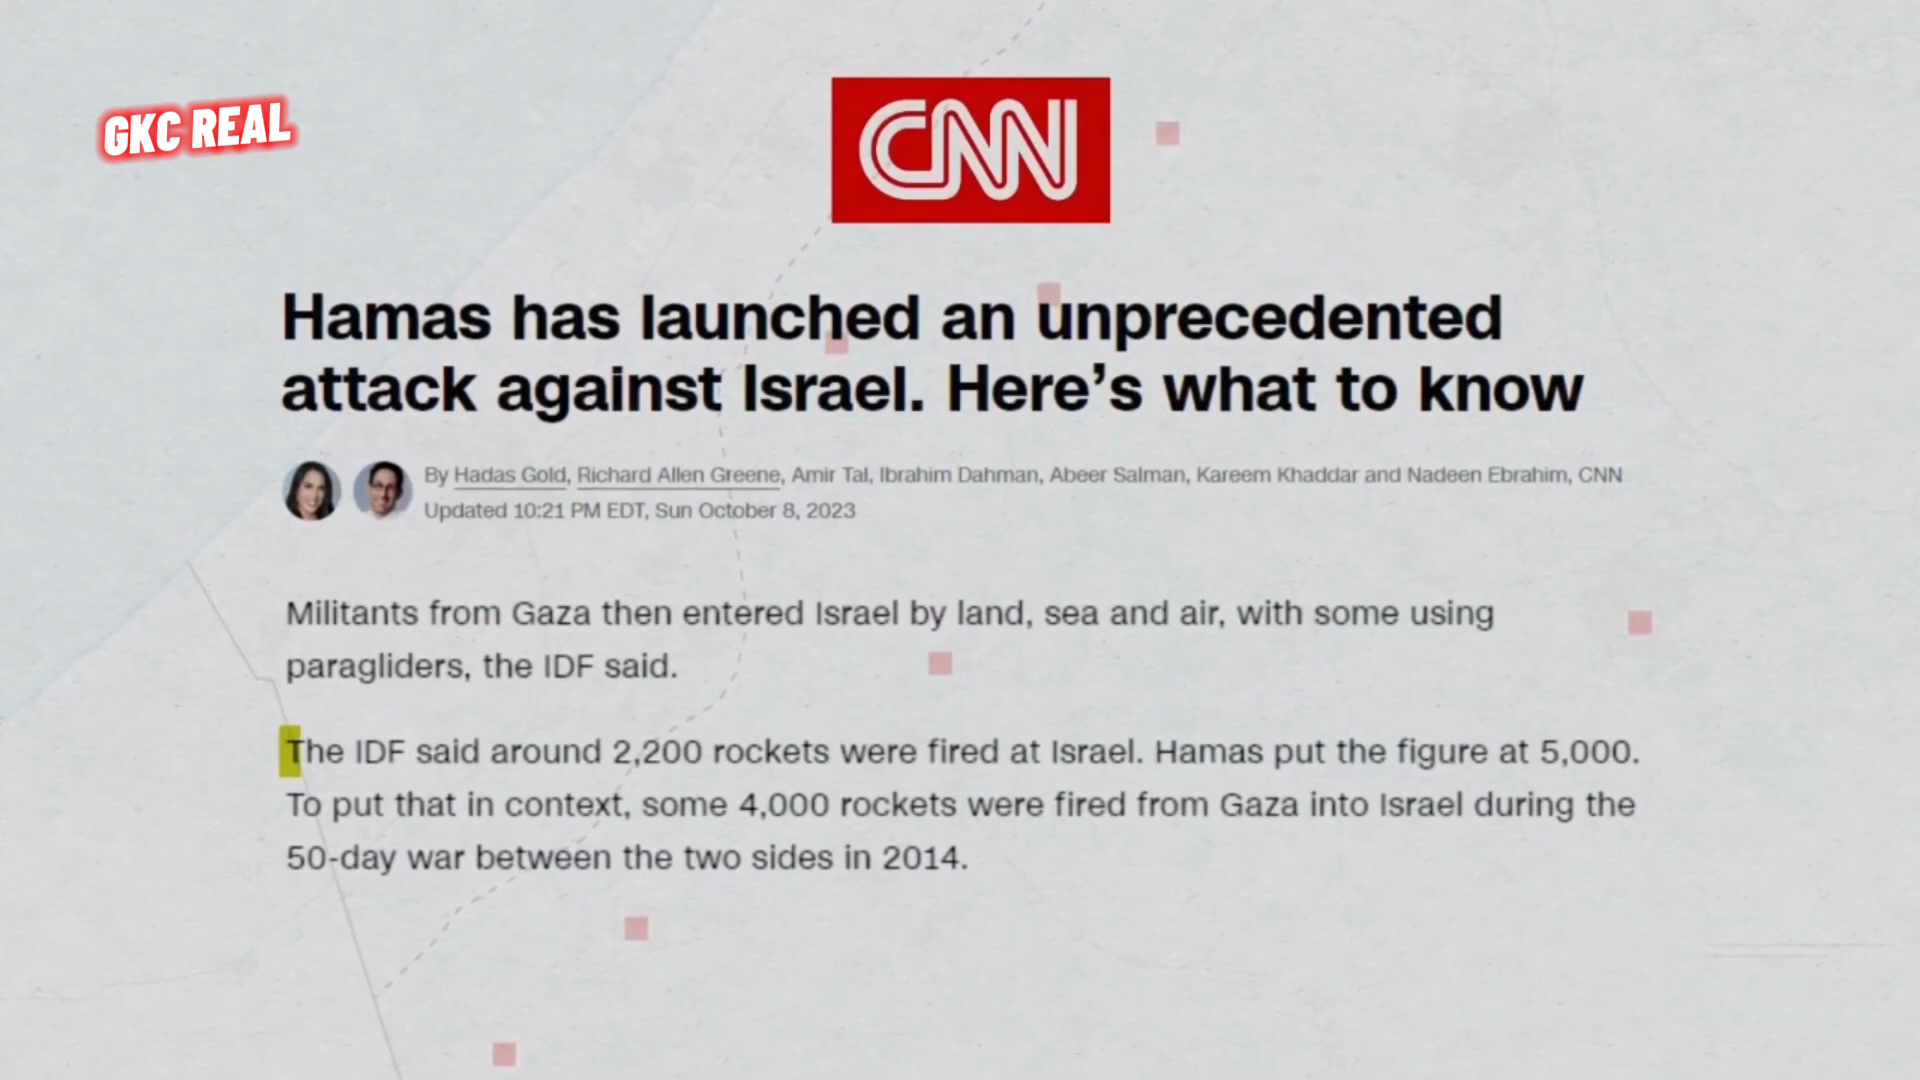 GKC REAL
CNN
Hamas has launched an unprecedented
attack against Israel. Here’s what to know
By Hadas Gold, Richard Allen Greene, Amir Tal, Ibrahim Dahman, Abeer Salman, Kareem Khaddar and Nadeen Ebrahim, CNN
Updated 10:21 PM EDT, Sun October 8, 2023
Militants from Gaza then entered Israel by land, sea and air, with some using
paragliders, the IDF said.
The IDF said around 2,200 rockets were fired at Israel. Hamas put the figure at 5,000.
To put that in context, some 4,000 rockets were fired from Gaza into Israel during the
50-day war between the two sides in 2014.